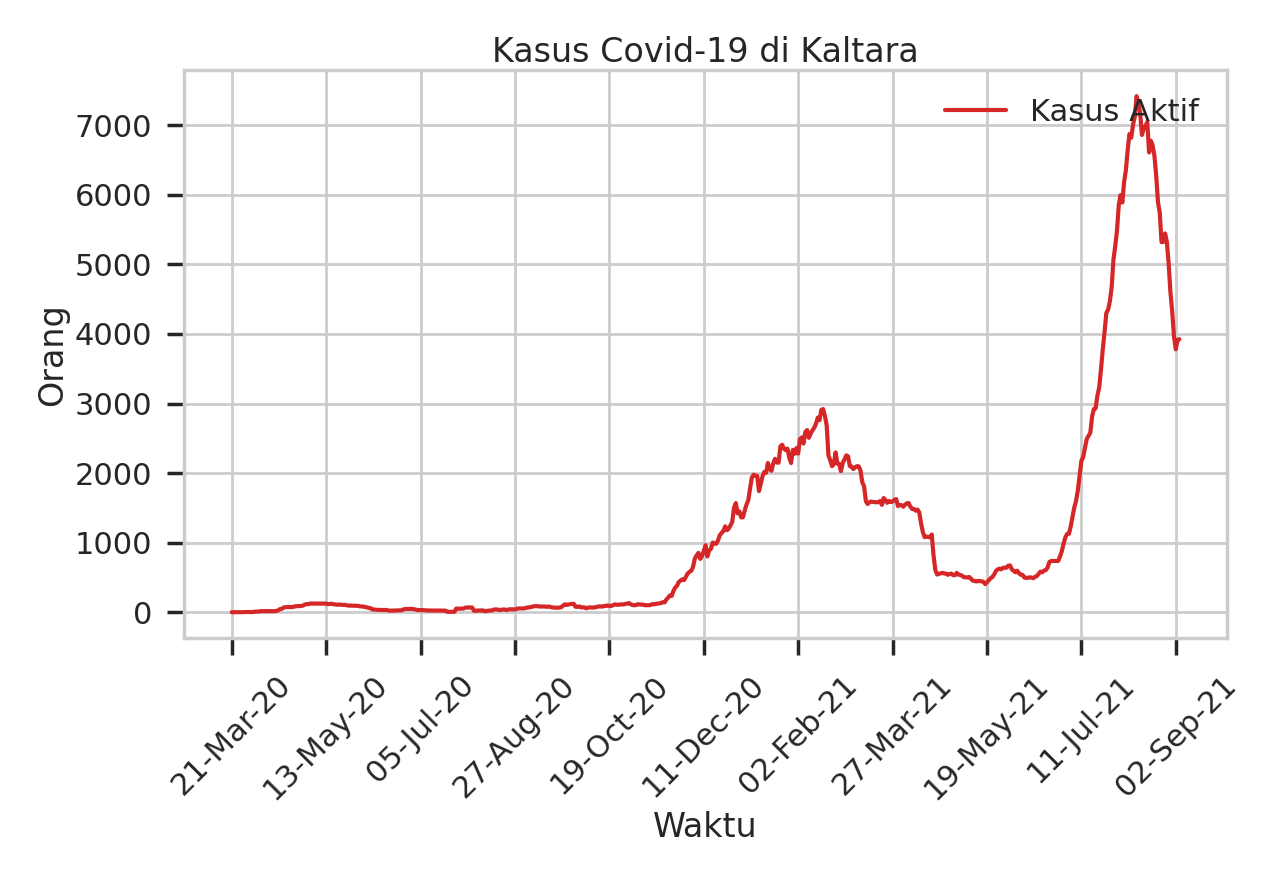 Kasus Covid-19 di Kaltara
Kasus Aktif
7000
6000
5000
4000
3000
2000
1000
0
Orang
21-Mar-20
13-May-20
05-Jul-20
27-Aug-20
19-Oct-20
11-Dec-20
02-Feb-21
27-Mar-21
19-May-21
11-Jul-21
02-Sep-21
Waktu